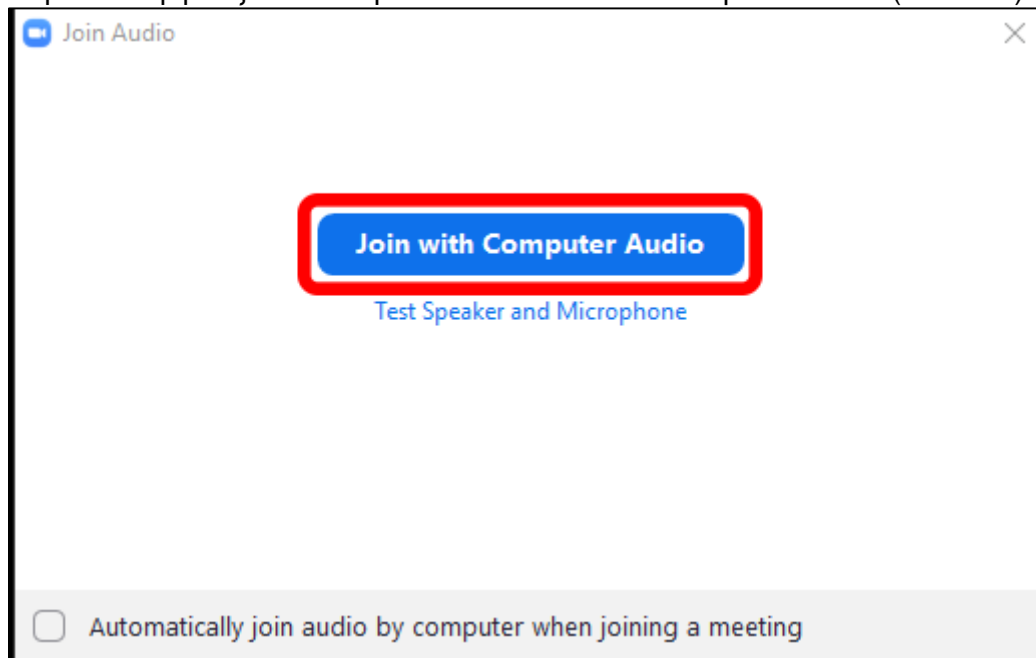 Join Audio
Join with Computer Audio
Test Speaker and Microphone
Automatically join audio by computer when joining a meeting